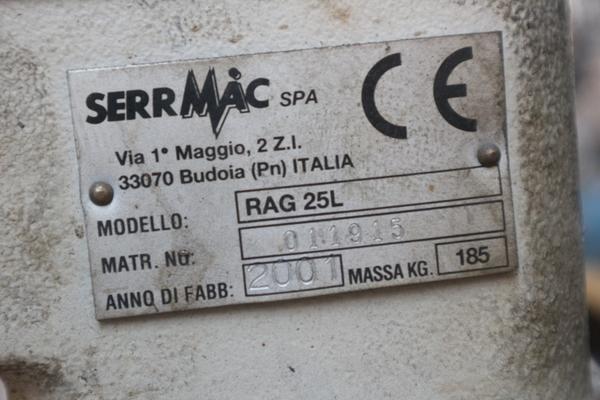 SERRMAC SPA CE
Via 1° Maggio, 2 Z.I.
33070 Budoia (Pn) ITALIA
MODELLO: RAG 25L
MATR. No: 011915
ANNO DI FABB: 2001 MASSA KG. 185